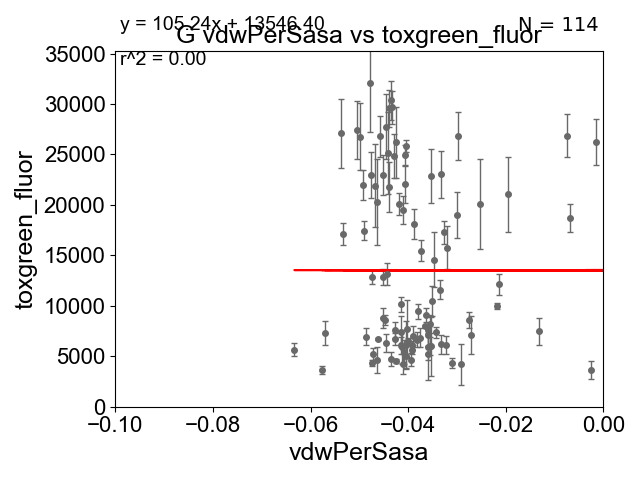 y = 105.24x + 13546.40
N = 114
G vdwPerSasa vs toxgreen_fluor
r^2 = 0.00
35000
30000
25000
20000
15000
10000
5000
0
toxgreen_fluor
−0.10 −0.08 −0.06 −0.04 −0.02 0.00
vdwPerSasa